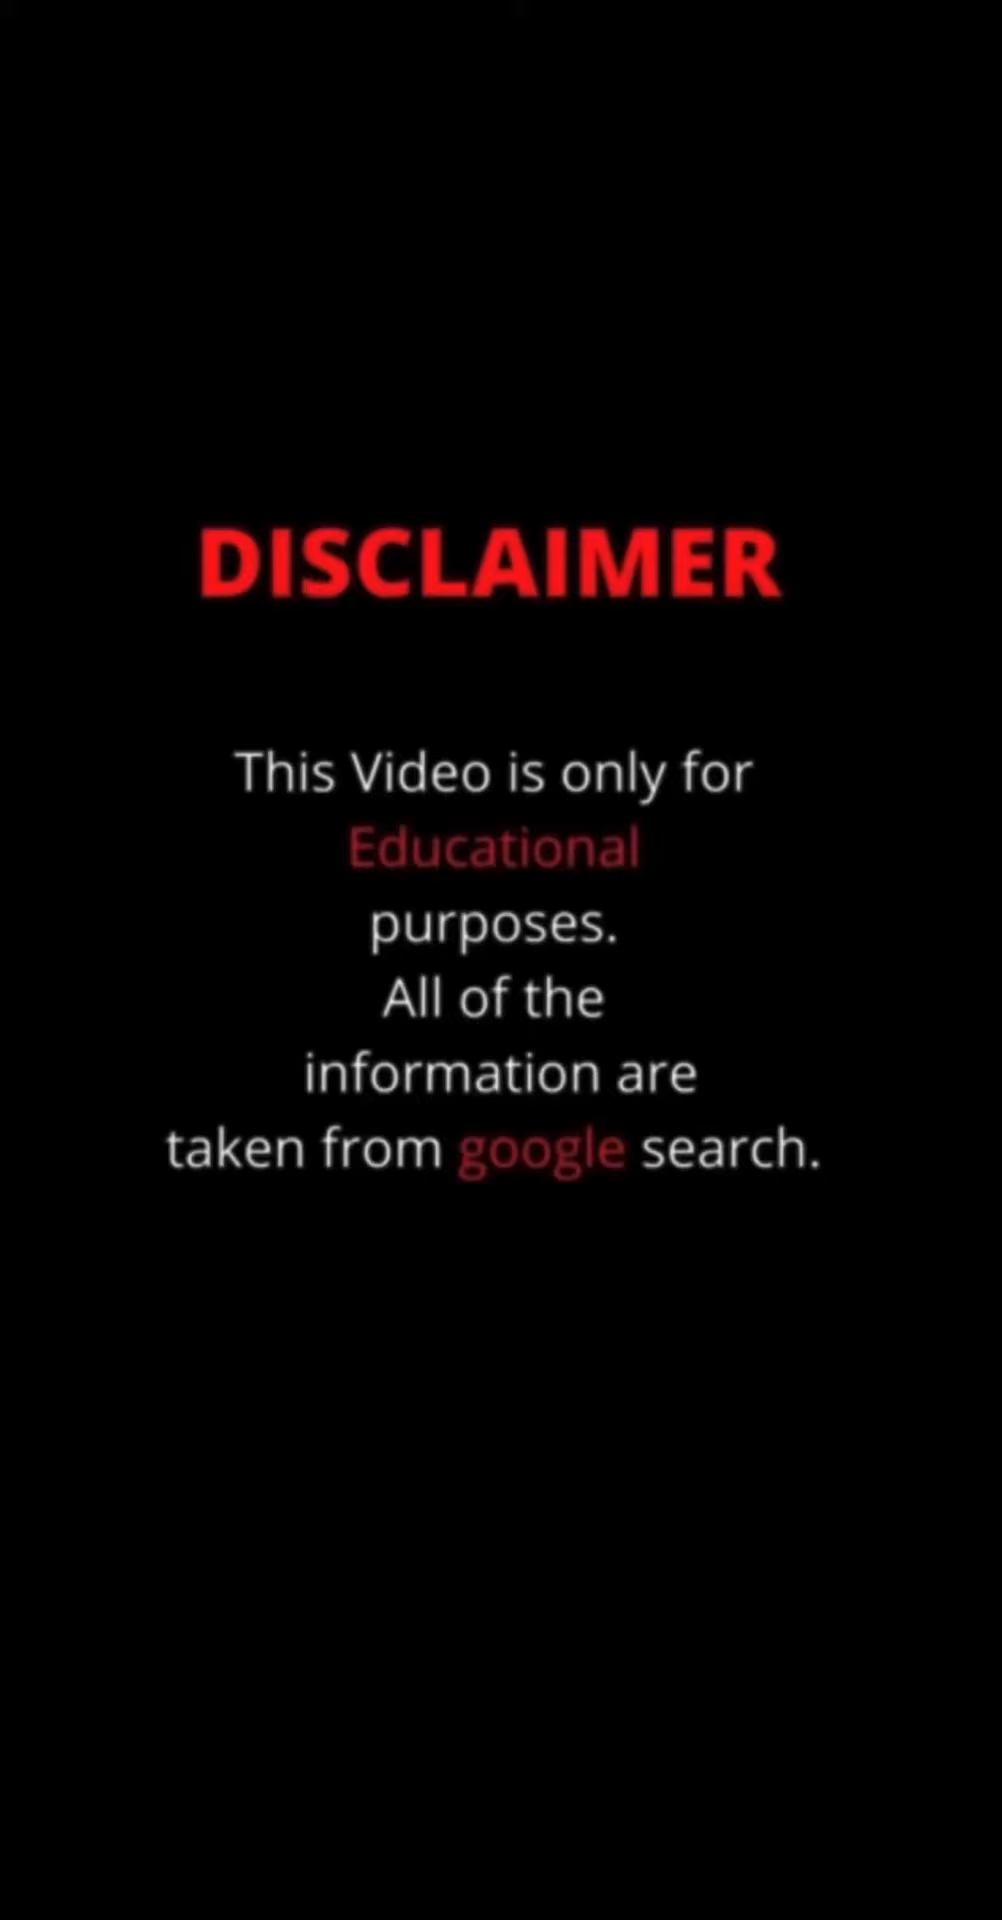 DISCLAIMER
This Video is only for
Educational
purposes.
All of the
information are
taken from google search.